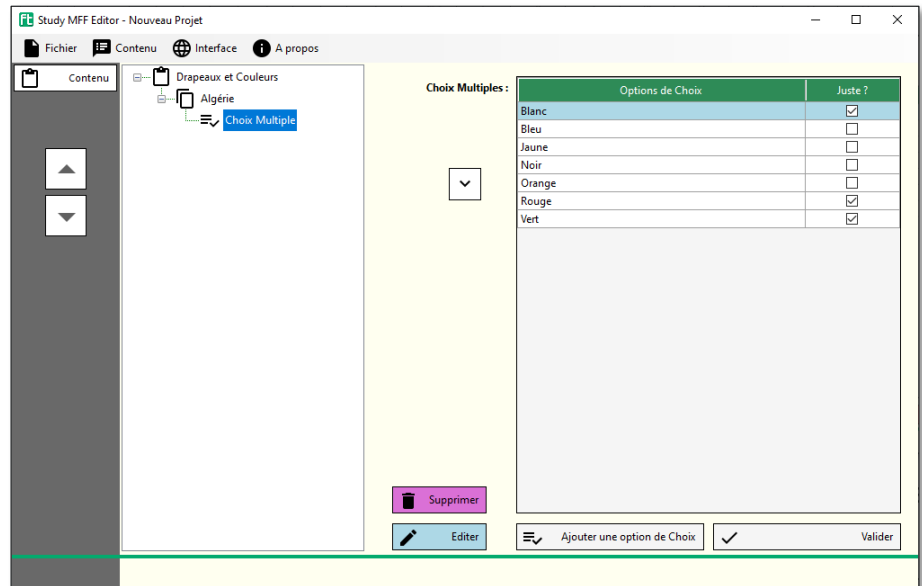 ft Study MFF Editor - Nouveau Projet
Fichier Contenu Interface A propos
Contenu
Drapeaux et Couleurs
Algérie
Choix Multiple
Choix Multiples :
Options de Choix Juste ?
Blanc
Bleu
Jaune
Noir
Orange
Rouge
Vert
Supprimer
Editer
Ajouter une option de Choix
Valider